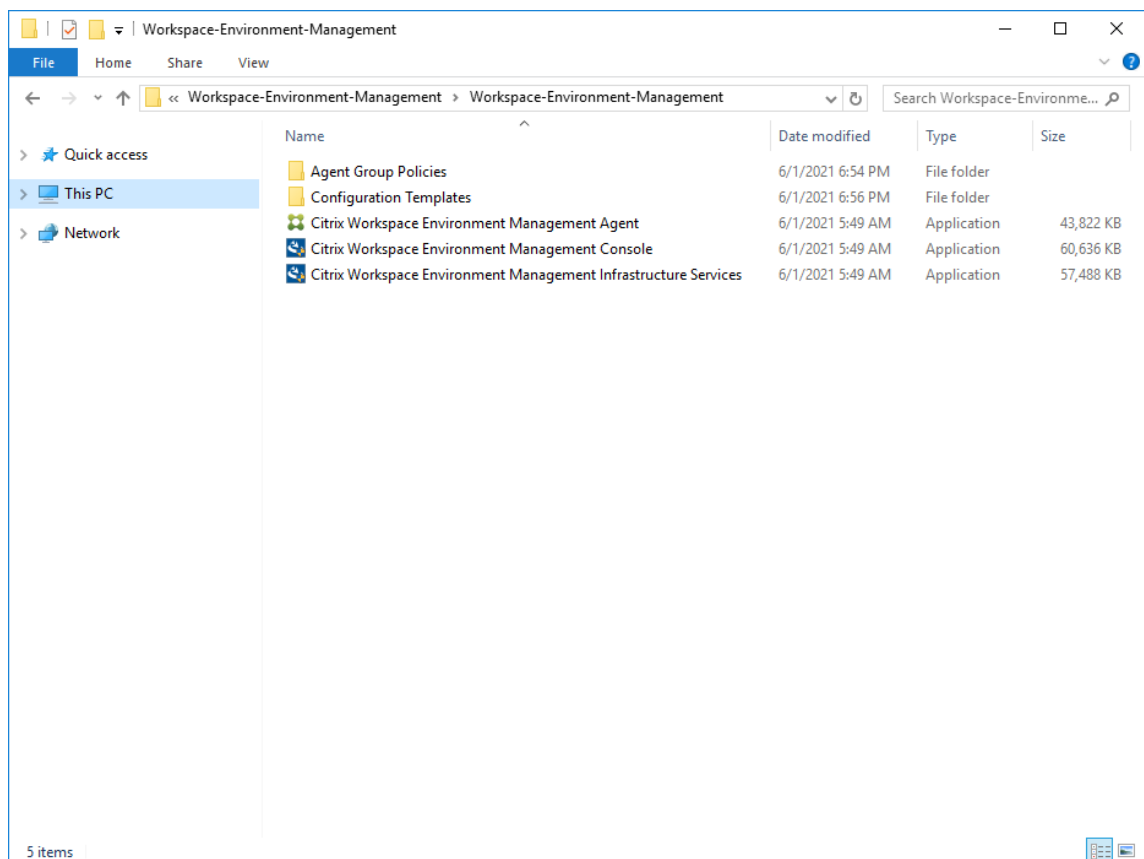 Workspace-Environment-Management
File Home Share View
« Workspace-Environment-Management > Workspace-Environment-Management Search Workspace-Environme...
Name Date modified Type Size
Quick access
This PC
Network
Agent Group Policies 6/1/2021 6:54 PM File folder
Configuration Templates 6/1/2021 6:56 PM File folder
Citrix Workspace Environment Management Agent 6/1/2021 5:49 AM Application 43,822 KB
Citrix Workspace Environment Management Console 6/1/2021 5:49 AM Application 60,636 KB
Citrix Workspace Environment Management Infrastructure Services 6/1/2021 5:49 AM Application 57,488 KB
5 items